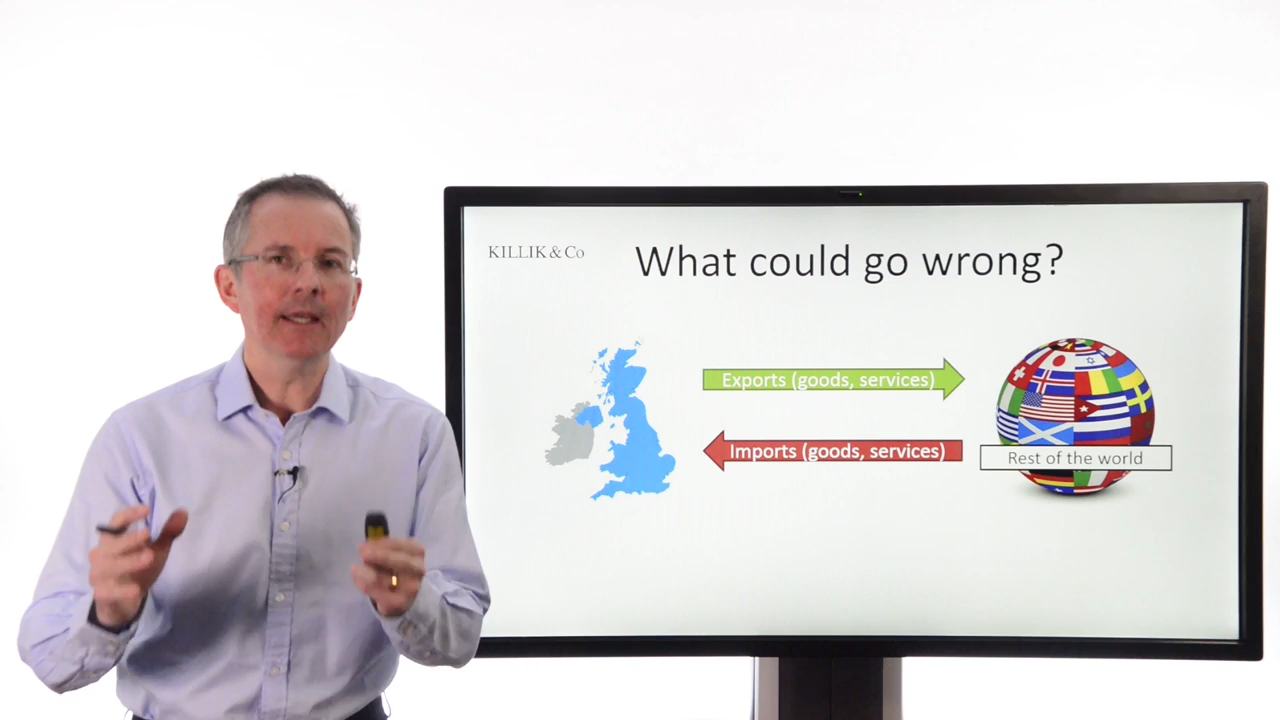 KILLIK & Co
What could go wrong?
Exports (goods, services)
Imports (goods, services)
Rest of the world